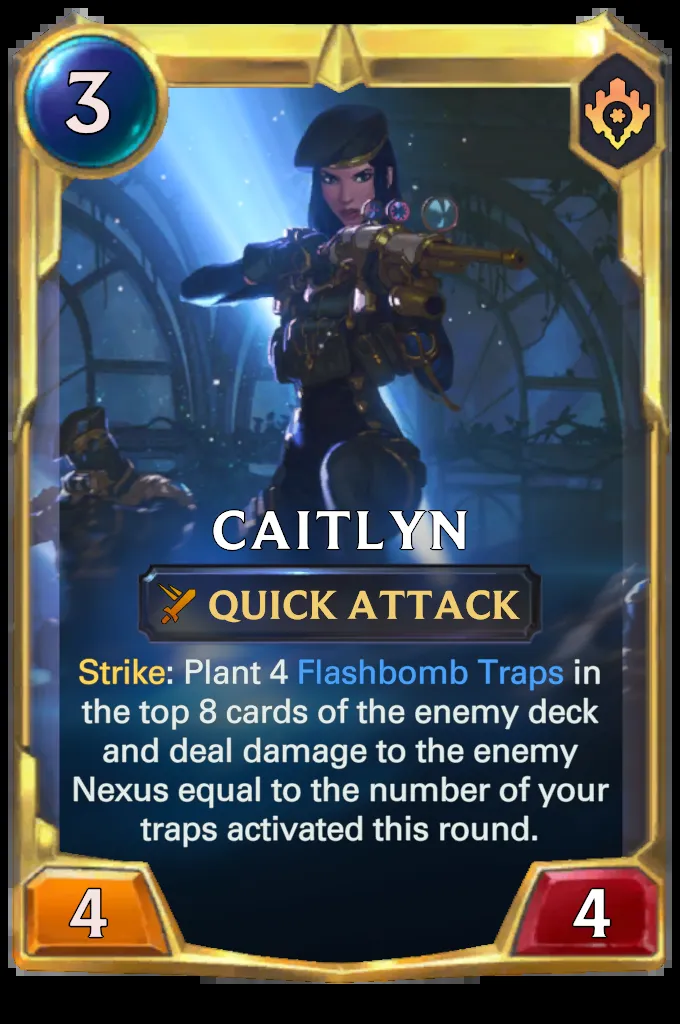 3
CAITLYN
QUICK ATTACK
Strike: Plant 4 Flashbomb Traps in
the top 8 cards of the enemy deck
and deal damage to the enemy
Nexus equal to the number of your
traps activated this round.
4
4